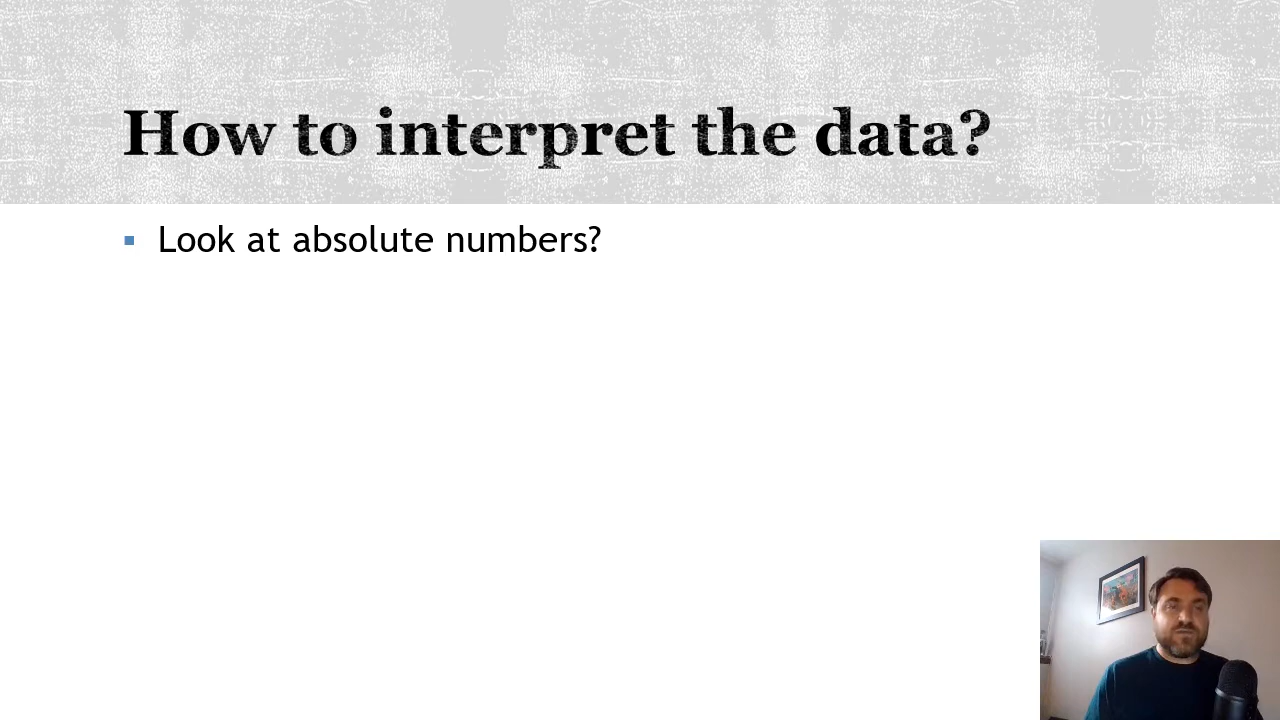 How to interpret the data?
Look at absolute numbers?